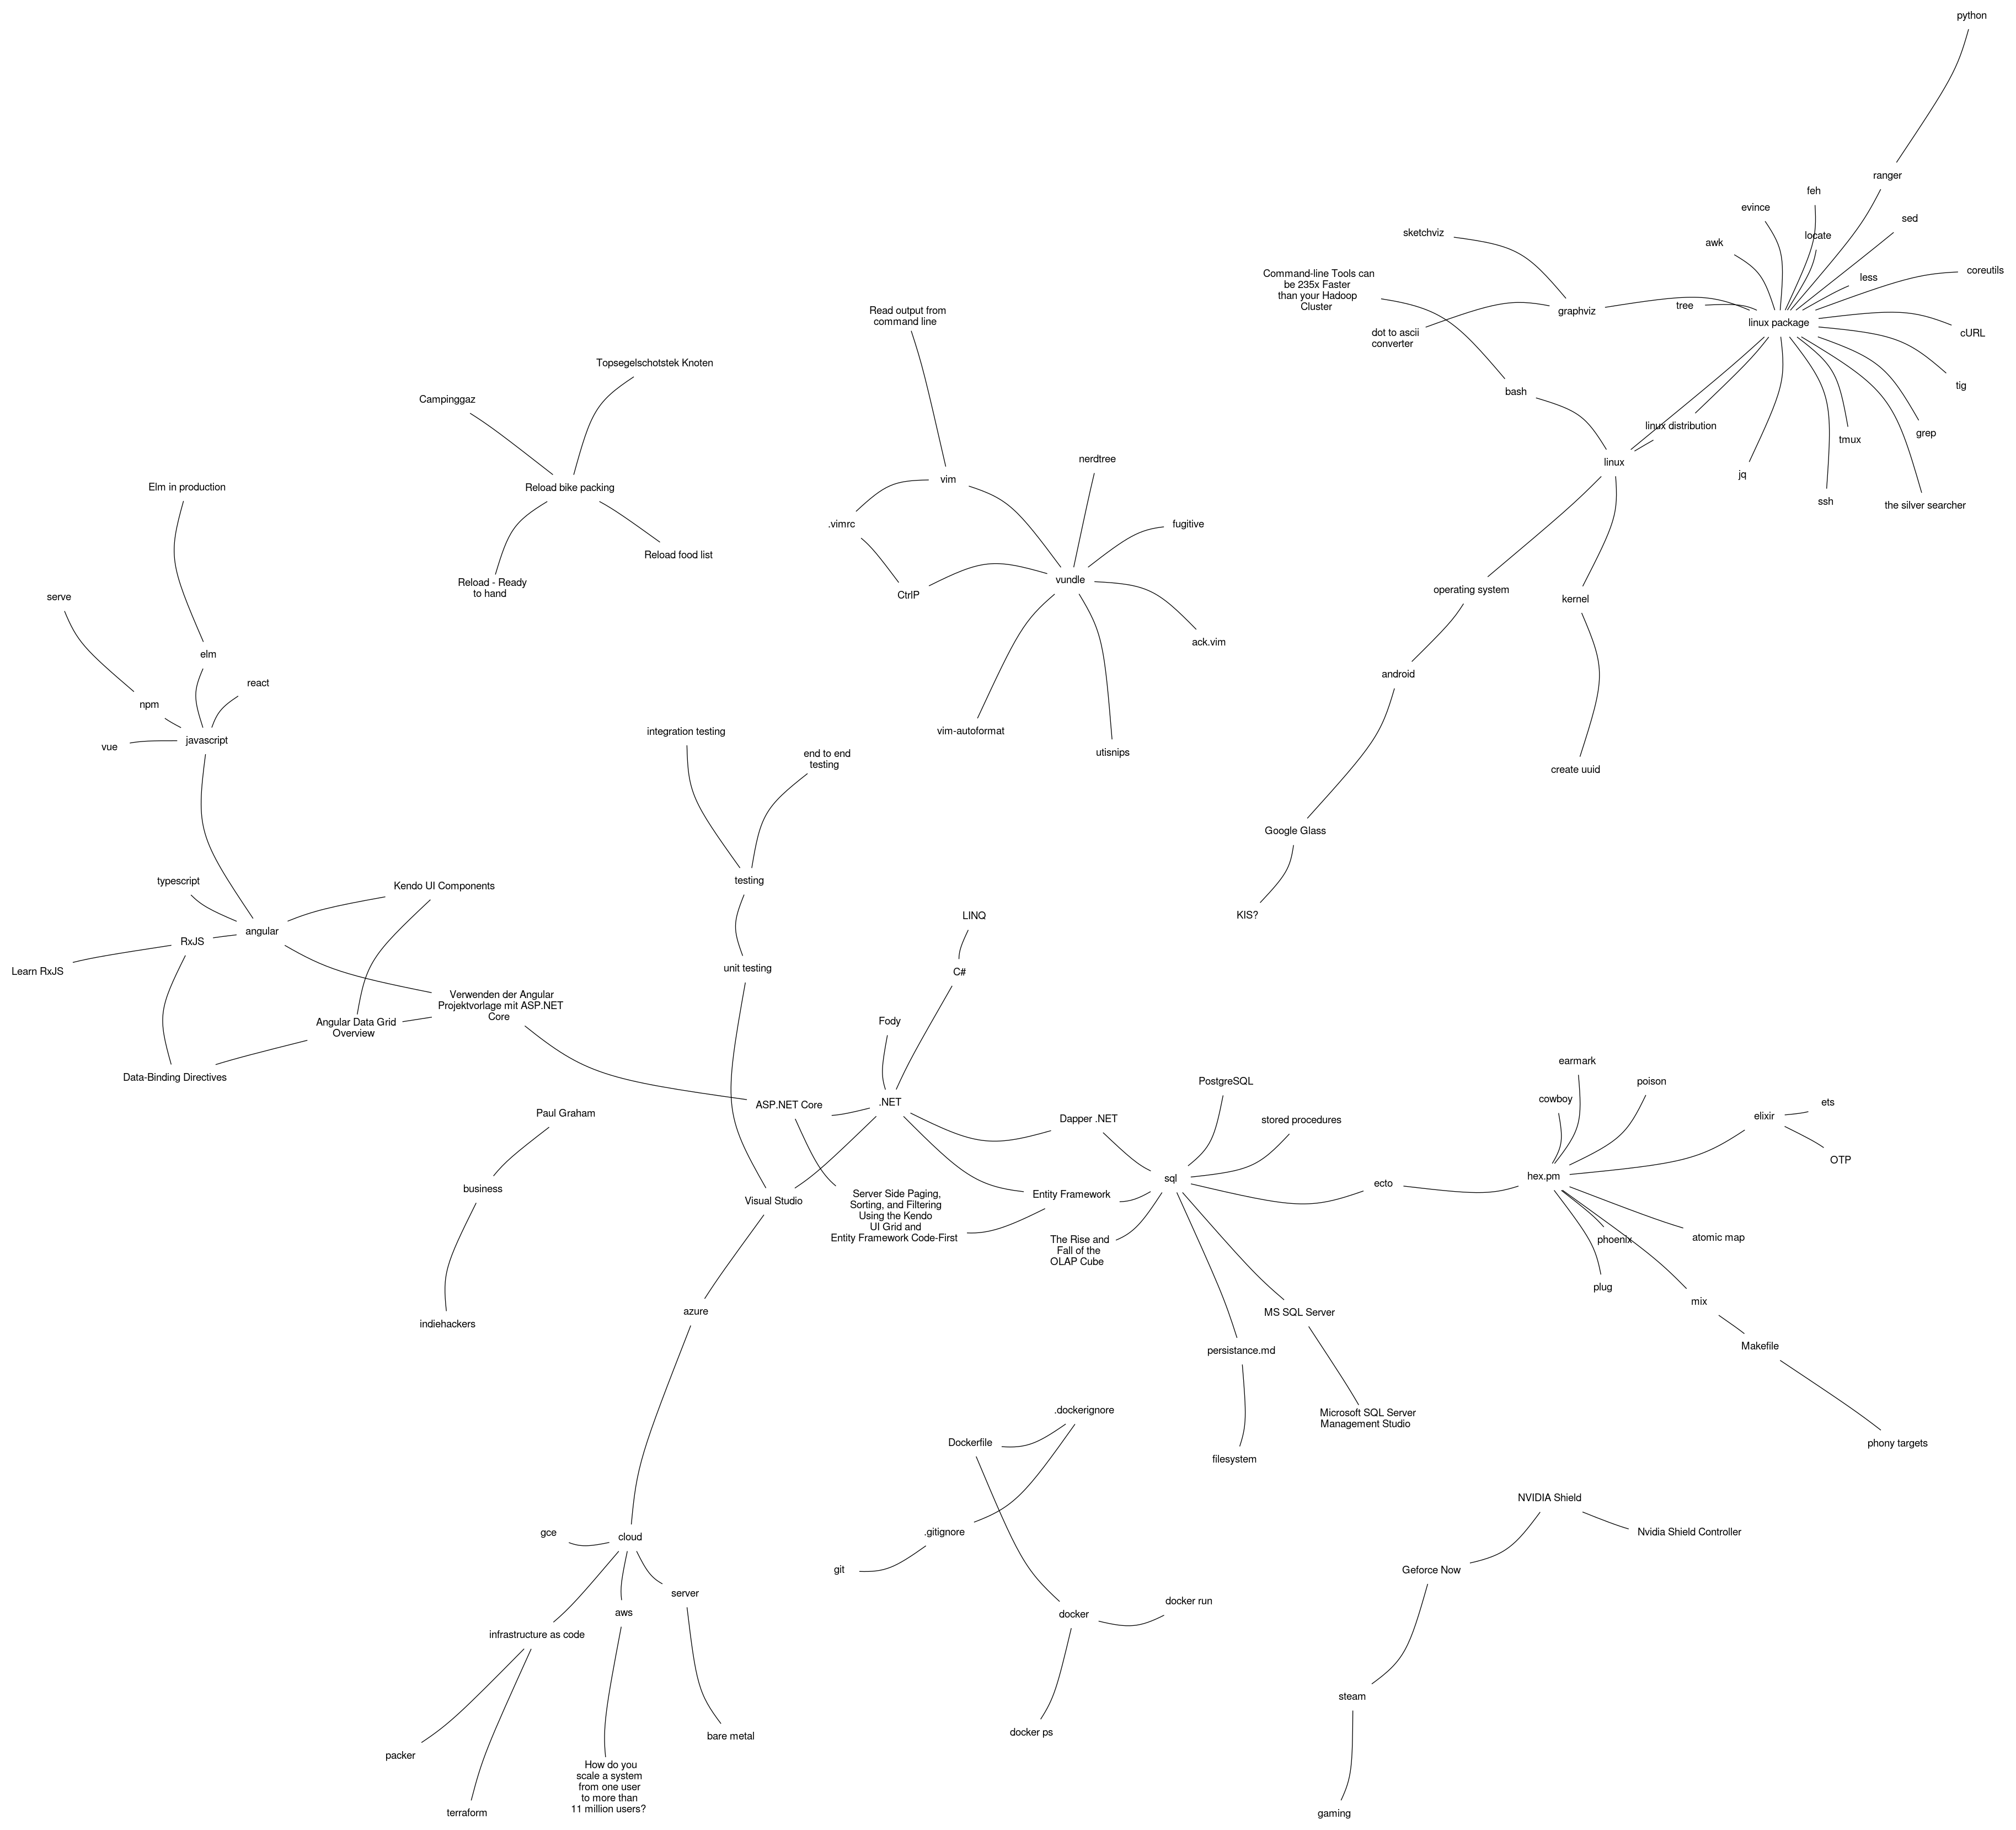 python
ranger
feh
evince
sed
locate
awk
sketchviz
coreutils
less
Command-line Tools can
be 235x Faster
than your Hadoop
Cluster
tree
graphviz
linux package
cURL
dot to ascii
converter
Read output from
command line
Topsegelschotstek Knoten
tig
bash
Campinggaz
linux distribution
grep
tmux
nerdtree
linux
jq
vim
Elm in production
Reload bike packing
ssh
the silver searcher
.vimrc
fugitive
Reload food list
vundle
Reload - Ready
to hand
operating system
CtrlP
serve
kernel
ack.vim
elm
android
react
npm
vim-autoformat
integration testing
javascript
vue
utisnips
end to end
testing
create uuid
Google Glass
testing
typescript
Kendo UI Components
LINQ
KIS?
angular
RxJS
unit testing
Learn RxJS
C#
Verwenden der Angular
Projektvorlage mit ASP.NET
Core
Angular Data Grid
Overview
Fody
earmark
Data-Binding Directives
PostgreSQL
poison
cowboy
ASP.NET Core
.NET
ets
Paul Graham
Dapper .NET
stored procedures
elixir
OTP
hex.pm
sql
ecto
business
Visual Studio
Entity Framework
Server Side Paging,
Sorting, and Filtering
Using the Kendo
UI Grid and
Entity Framework Code-First
The Rise and
Fall of the
OLAP Cube
phoenix
atomic map
plug
mix
azure
MS SQL Server
indiehackers
persistance.md
Makefile
.dockerignore
Microsoft SQL Server
Management Studio
Dockerfile
phony targets
filesystem
NVIDIA Shield
gce
cloud
.gitignore
Nvidia Shield Controller
git
Geforce Now
server
docker run
aws
docker
infrastructure as code
steam
docker ps
bare metal
packer
How do you
scale a system
from one user
to more than
11 million users?
terraform
gaming